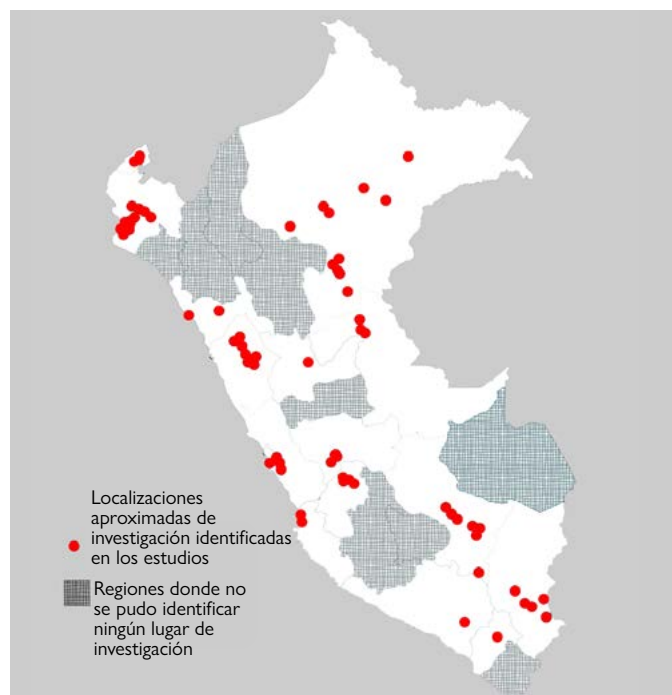 Localizaciones
aproximadas de
investigación identificadas
en los estudios
Regiones donde no
se pudo identificar
ningún lugar de
investigación